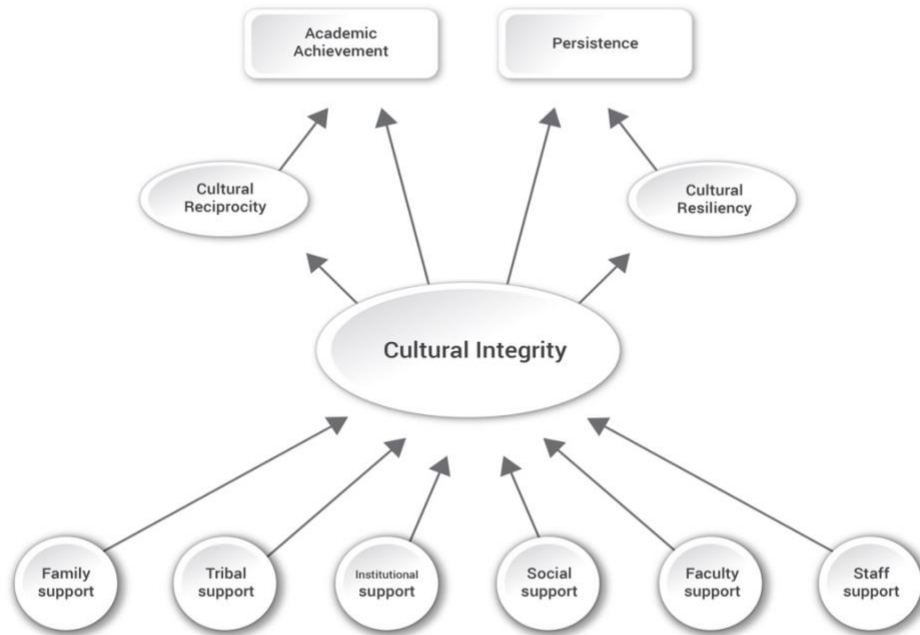 Academic
Achievement
Persistence
Cultural
Reciprocity
Cultural
Resiliency
Cultural Integrity
Family
support
Tribal
support
Institutional
support
Social
support
Faculty
support
Staff
support